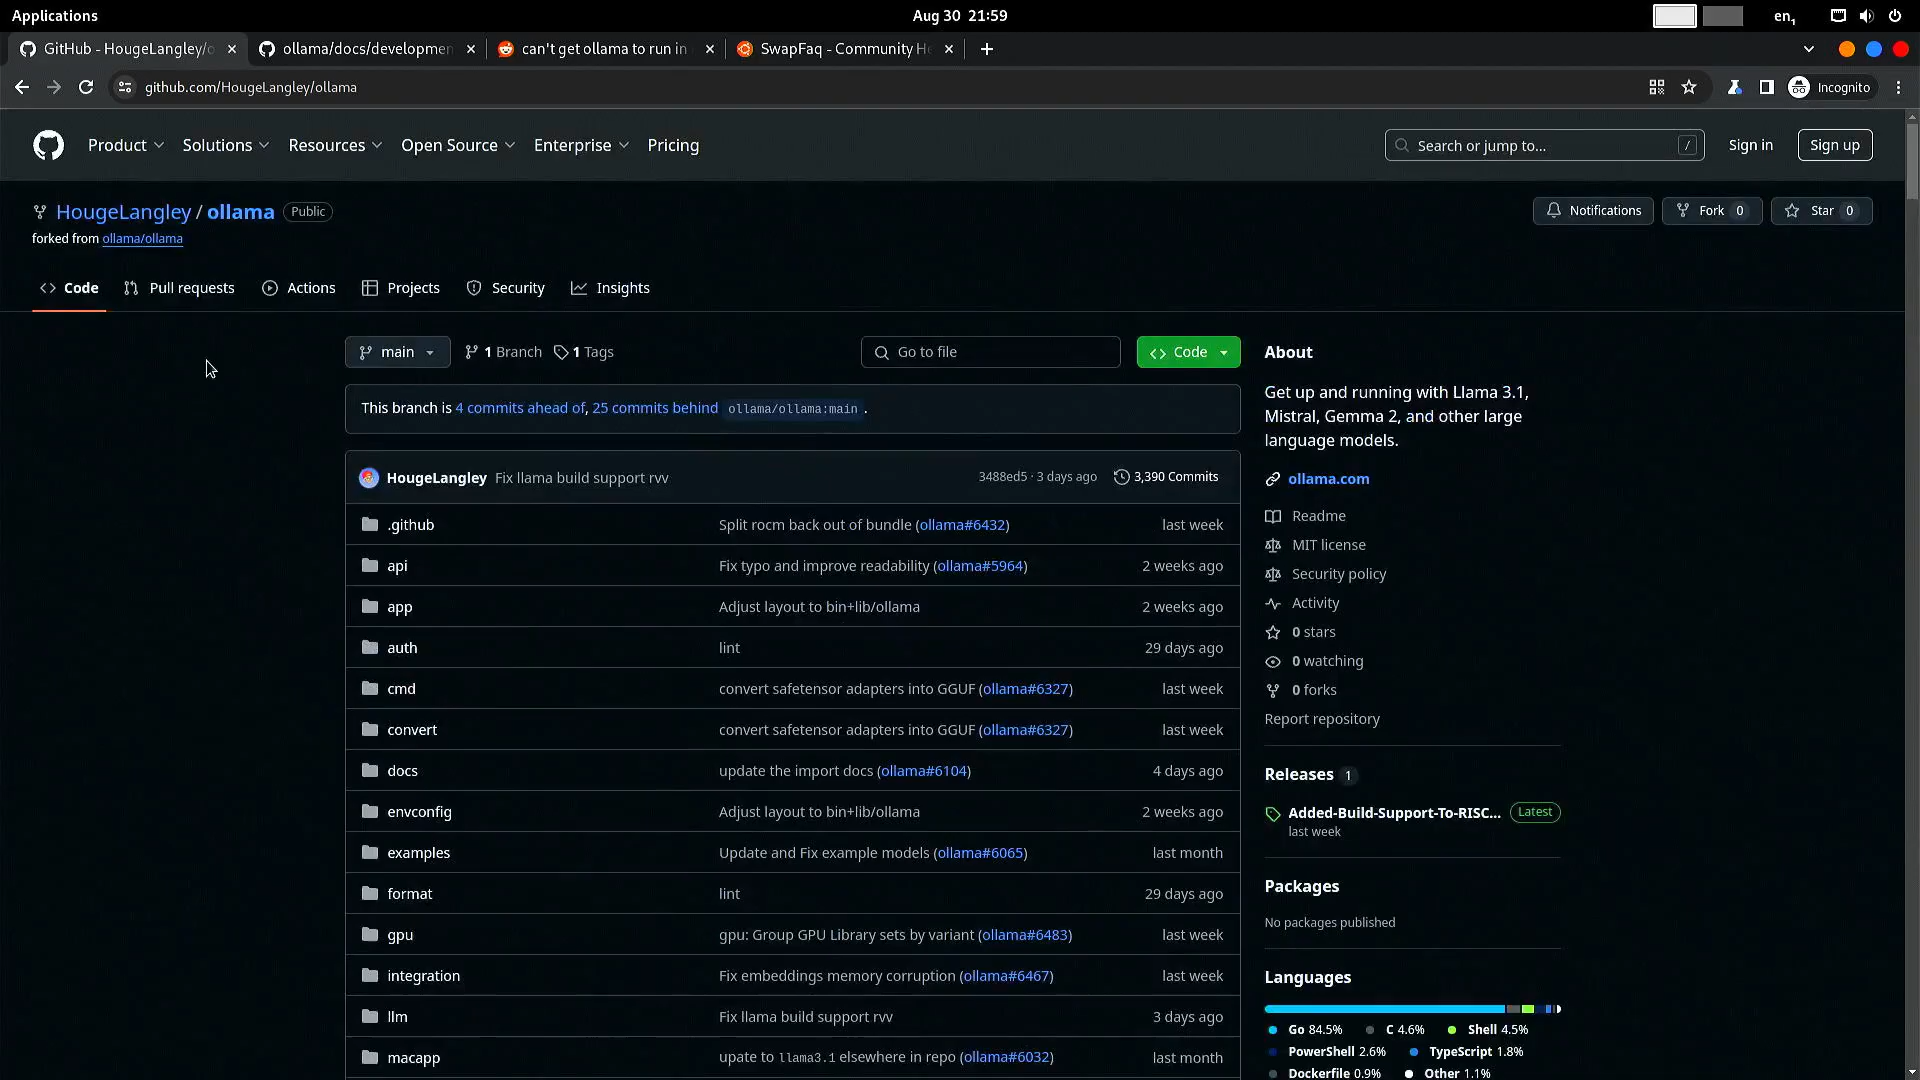 Applications
Aug 30 21:59
en1
GitHub - HougeLangley/o
ollama/docs/developmen
can't get ollama to run in
SwapFaq - Community He
github.com/HougeLangley/ollama
Incognito
Product
Solutions
Resources
Open Source
Enterprise
Pricing
Search or jump to...
/
Sign in
Sign up
HougeLangley / ollama
Public
forked from ollama/ollama
Notifications
Fork 0
Star 0
Code
Pull requests
Actions
Projects
Security
Insights
main
1 Branch
1 Tags
Go to file
Code
This branch is 4 commits ahead of, 25 commits behind ollama/ollama:main .
HougeLangley Fix llama build support rvv 3488ed5 · 3 days ago 3,390 Commits
.github Split rocm back out of bundle (ollama#6432) last week
api Fix typo and improve readability (ollama#5964) 2 weeks ago
app Adjust layout to bin+lib/ollama 2 weeks ago
auth lint 29 days ago
cmd convert safetensor adapters into GGUF (ollama#6327) last week
convert convert safetensor adapters into GGUF (ollama#6327) last week
docs update the import docs (ollama#6104) 4 days ago
envconfig Adjust layout to bin+lib/ollama 2 weeks ago
examples Update and Fix example models (ollama#6065) last month
format lint 29 days ago
gpu gpu: Group GPU Library sets by variant (ollama#6483) last week
integration Fix embeddings memory corruption (ollama#6467) last week
llm Fix llama build support rvv 3 days ago
macapp upate to llama3.1 elsewhere in repo (ollama#6032) last month
About
Get up and running with Llama 3.1,
Mistral, Gemma 2, and other large
language models.
ollama.com
Readme
MIT license
Security policy
Activity
0 stars
0 watching
0 forks
Report repository
Releases 1
Added-Build-Support-To-RISC... Latest
last week
Packages
No packages published
Languages
Go 84.5% C 4.6% Shell 4.5%
PowerShell 2.6% TypeScript 1.8%
Dockerfile 0.9% Other 1.1%